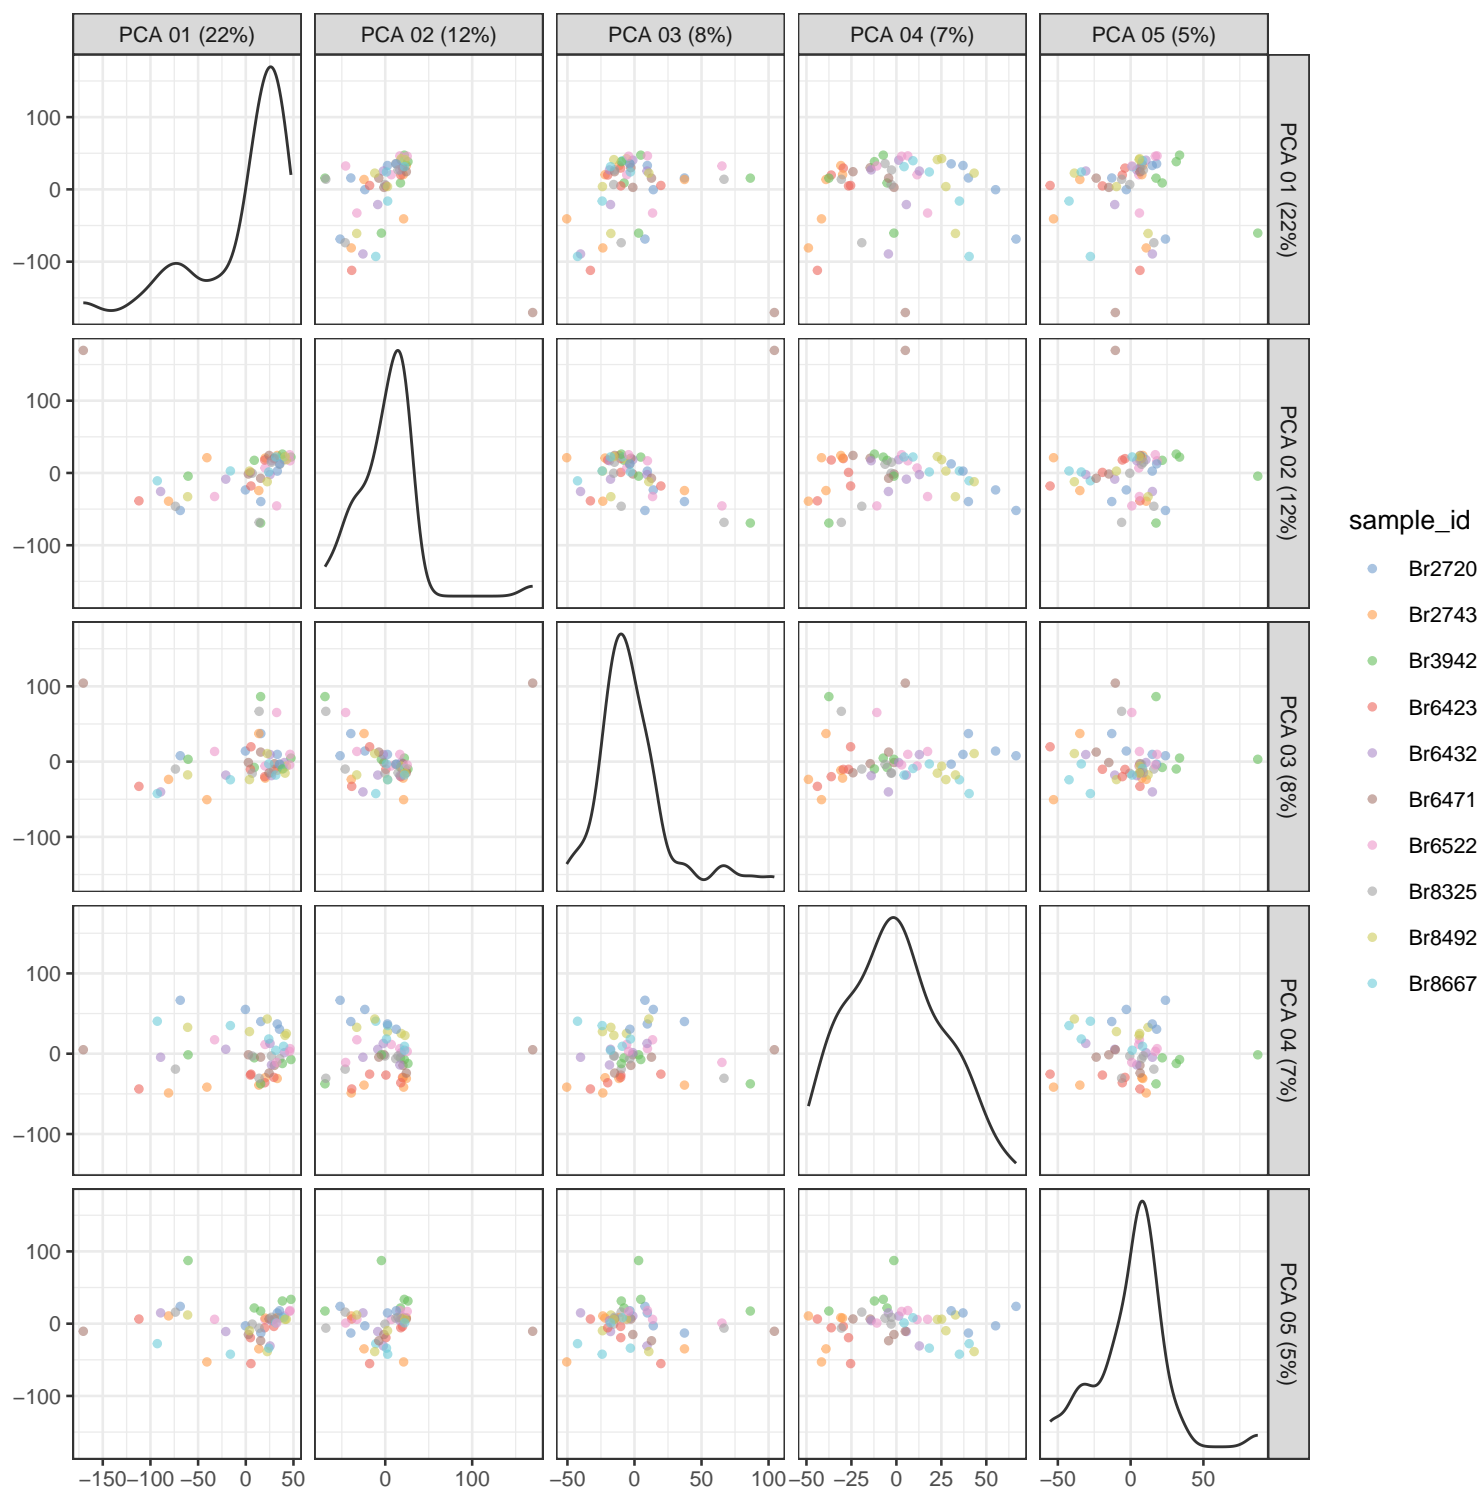 PCA 01 (22%) PCA 02 (12%) PCA 03 (8%) PCA 04 (7%) PCA 05 (5%)
100
0
−100
PCA 01 (22%)
100
0
−100
PCA 02 (12%)
100
0
−100
PCA 03 (8%)
100
0
−100
PCA 04 (7%)
100
0
−100
PCA 05 (5%)
−150 −100 −50 0 50 0 100 −50 0 50 100 −50 −25 0 25 50 −50 0 50
sample_id
Br2720
Br2743
Br3942
Br6423
Br6432
Br6471
Br6522
Br8325
Br8492
Br8667